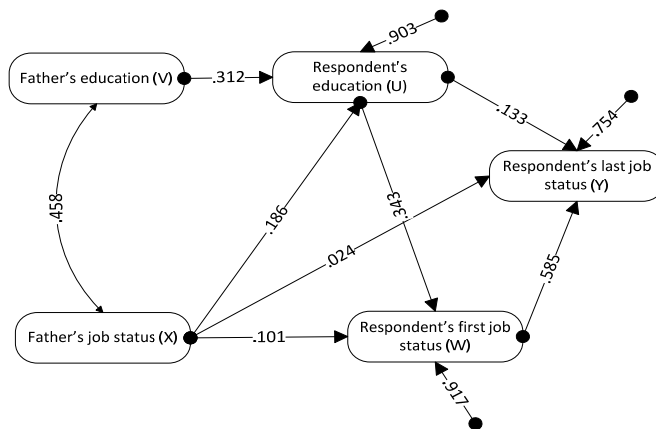 .903
Father's education (V)
.312
Respondent's
education (U)
.133
.754
Respondent's last job
status (Y)
.458
.186
.343
.024
.585
Father's job status (X)
.101
Respondent's first job
status (W)
.917